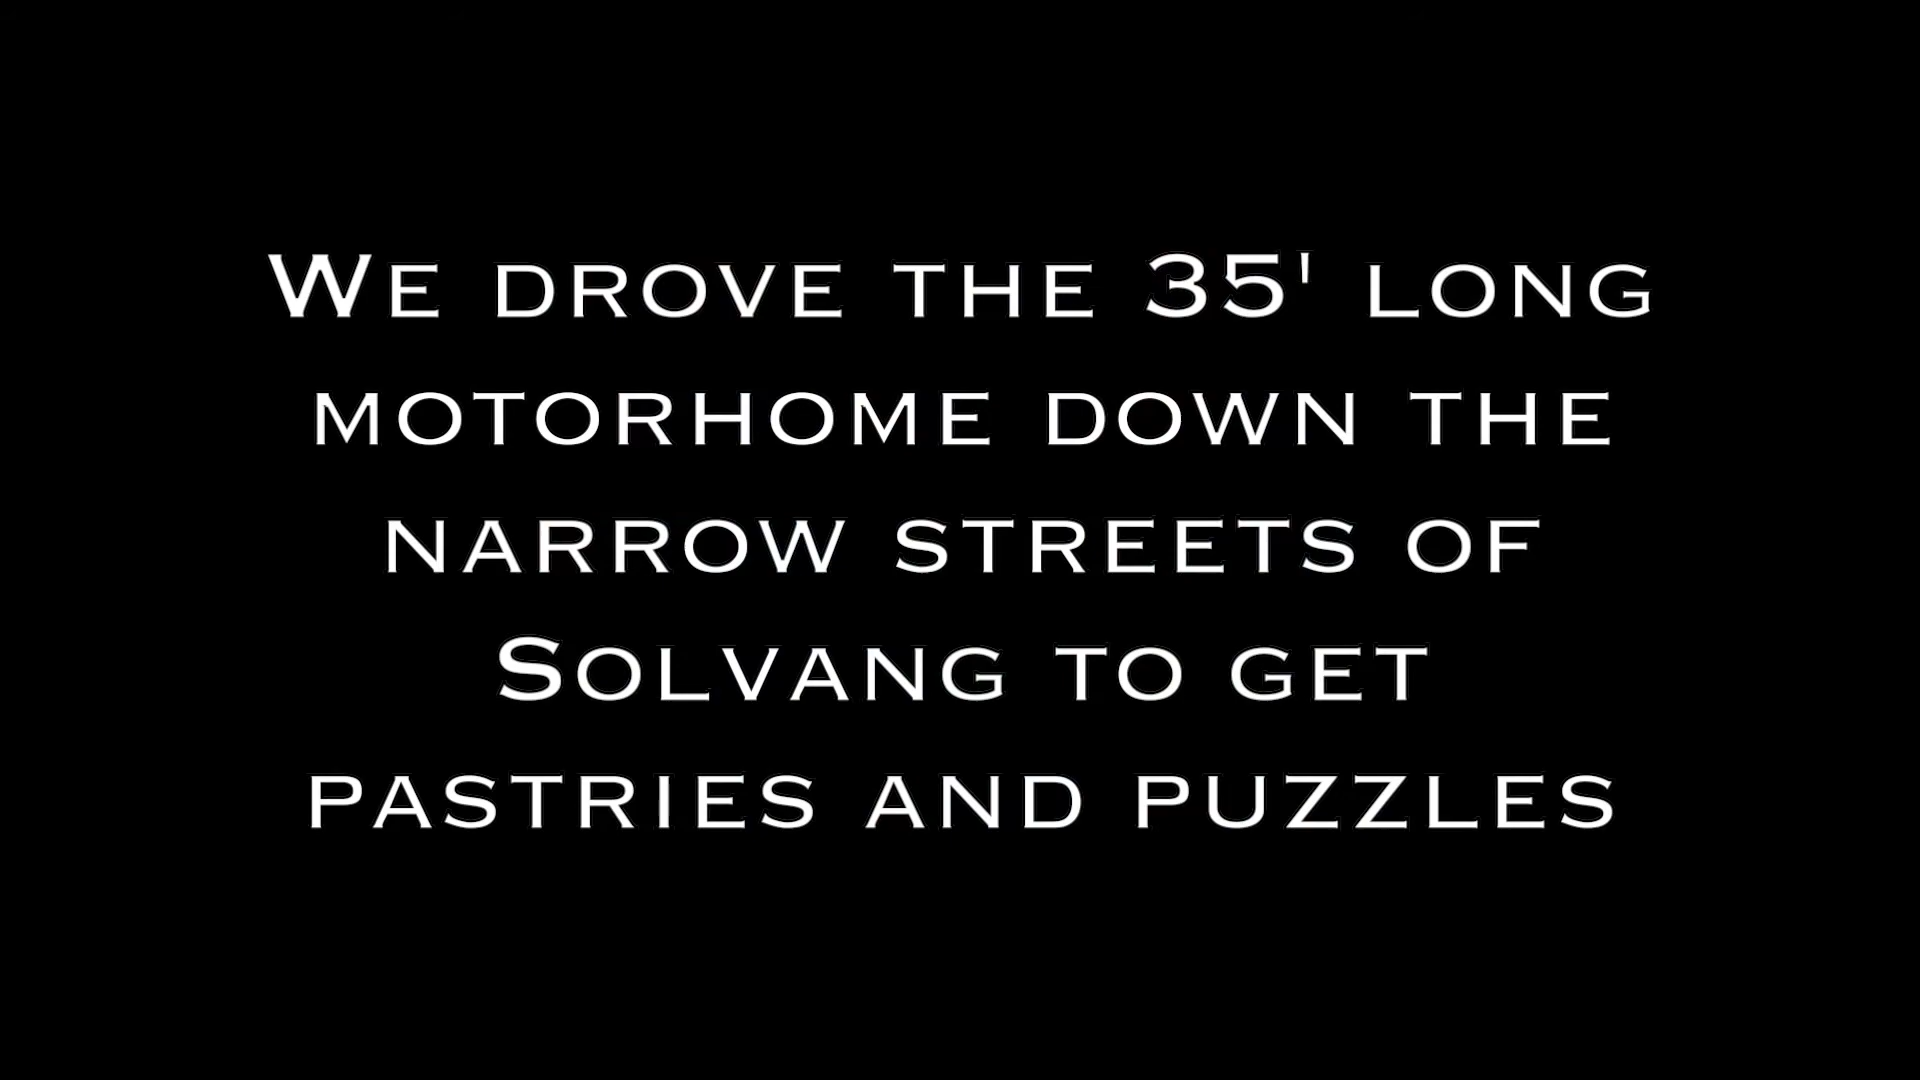 We drove the 35' long
motorhome down the
narrow streets of
Solvang to get
pastries and puzzles